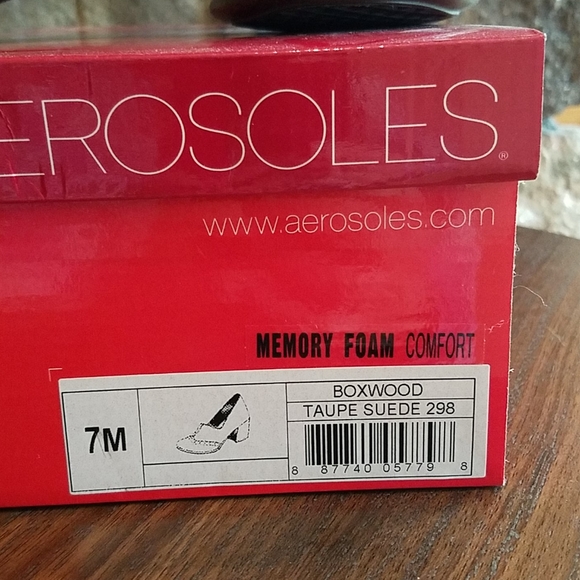 EROSOLES®
www.aerosoles.com
MEMORY FOAM COMFORT
7M
BOXWOOD
TAUPE SUEDE 298
8 87740 05779 8